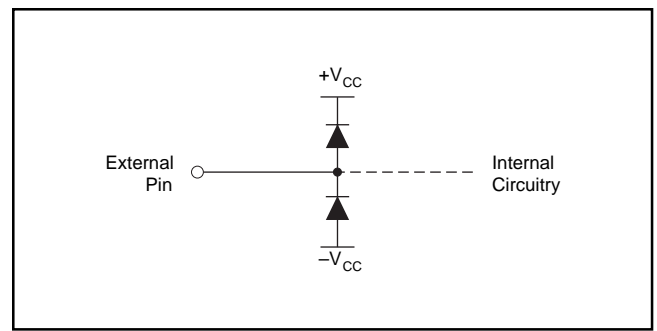 +VCC
External
Pin
Internal
Circuitry
–VCC